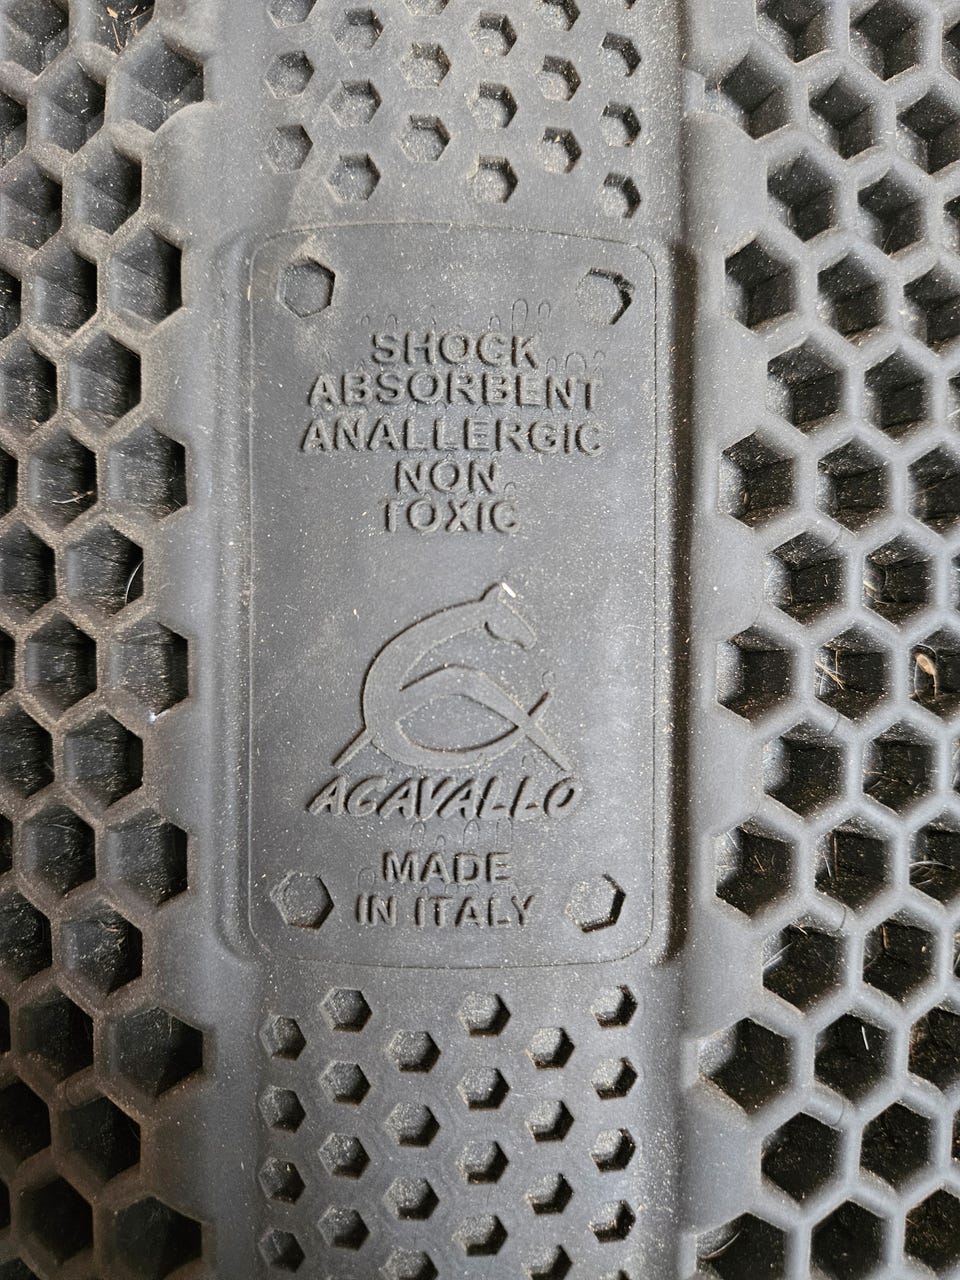 SHOCK
ABSORBENT
ANALLERGIC
NON
TOXIC
ACAVALLO
MADE
IN ITALY